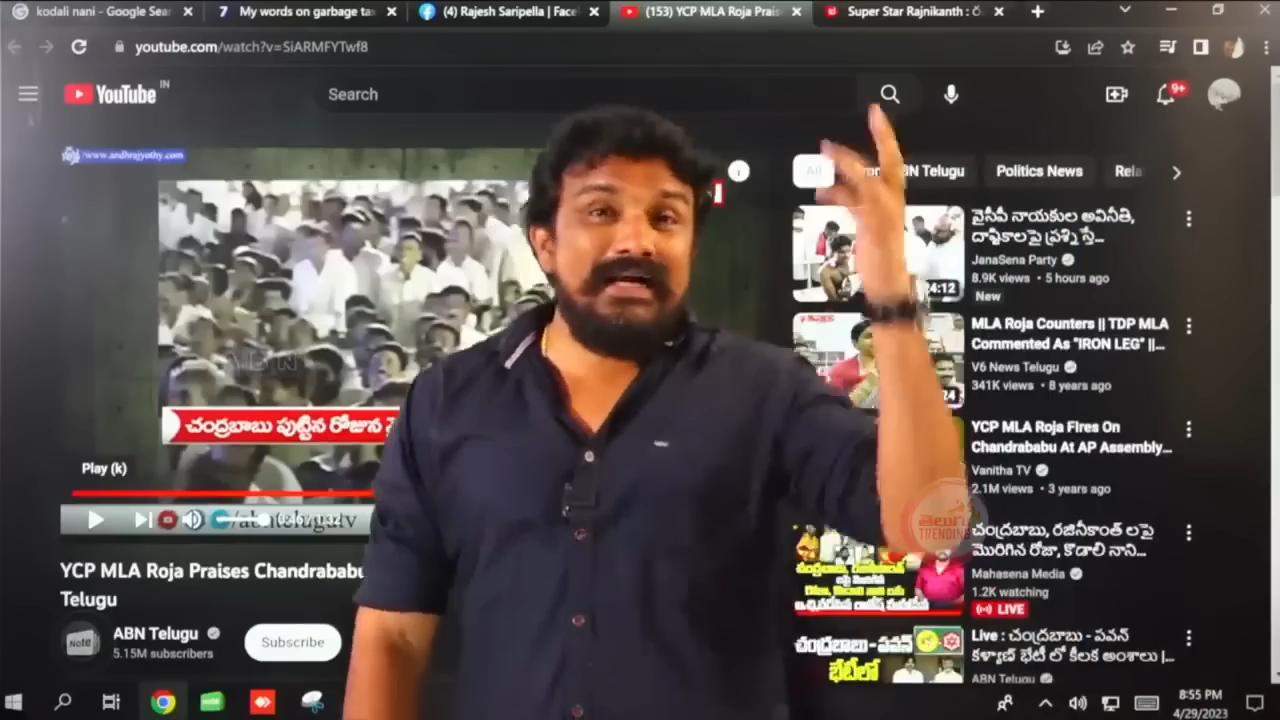 kodali nani - Google Sear
My words on garbage tax
(4) Rajesh Saripella | Face
(153) YCP MLA Roja Prais
Super Star Rajnikanth :
youtube.com/watch?v=SiARMFYTwf8
YouTube IN
Search
9+
/www.andhrajyothy.com
All
Telugu
Politics News
వైసీపీ నాయకుల అవినీతి,
JanaSena Party
8.9K views • 5 hours ago
New
24:12
MLA Roja Counters || TDP MLA
Commented As "IRON LEG" ||...
V6 News Telugu
341K views • 8 years ago
ABN
చంద్రబాబు పుట్టిన రోజున
YCP MLA Roja Fires On
Chandrababu At AP Assembly...
Vanitha TV
2.1M views • 3 years ago
Play (k)
/abntelugutv
తెలుగు
TRENDING
చంద్రబాబు, రజినీకాంత్ లపై
మొరిగిన రోజా, కొడాలి నాని...
Mahasena Media
1.2K watching
LIVE
YCP MLA Roja Praises Chandrababu
Telugu
ABN Telugu
5.15M subscribers
Subscribe
చంద్రబాబు-పవన్
భేటీలో
Live : చంద్రబాబు - పవన్
కళ్యాణ్ భేటీ లో కీలక అంశాలు |...
ABN Telugu
8:55 PM
4/29/2023